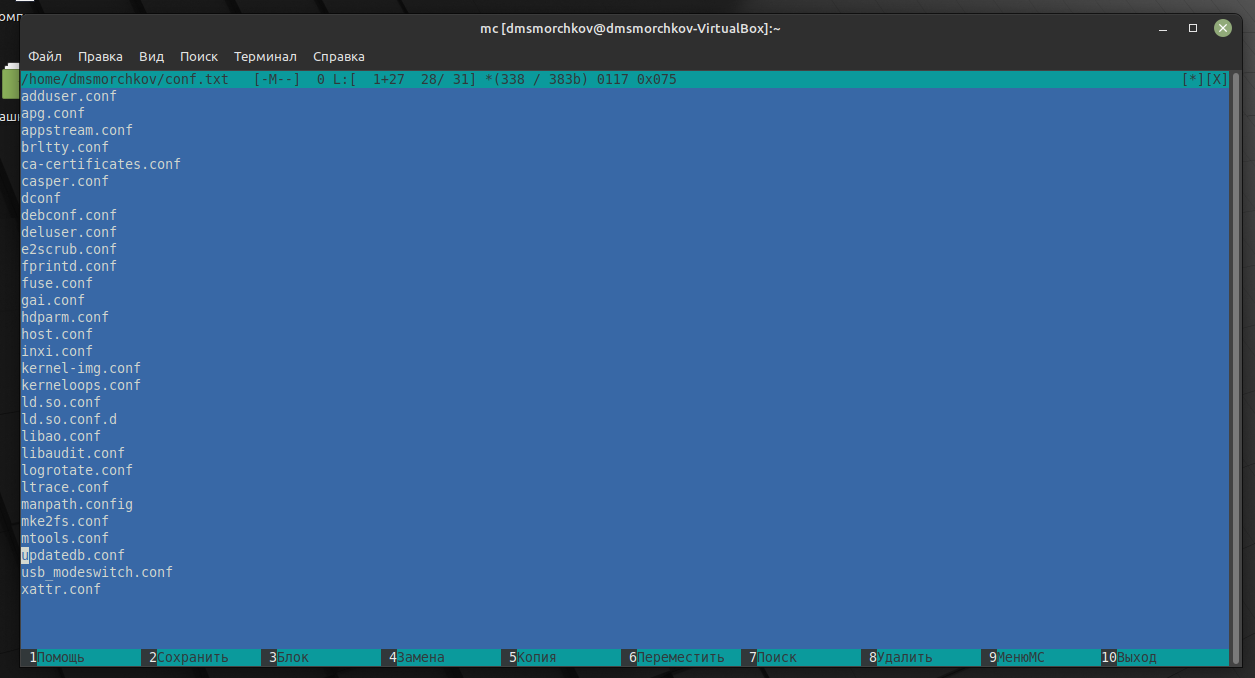 омп
mc [dmsmorchkov@dmsmorchkov-VirtualBox]:~
Файл Правка Вид Поиск Терминал Справка
/home/dmsmorchkov/conf.txt [-M--] 0 L:[ 1+27 28/ 31] *(338 / 383b) 0117 0x075 [*][X]
adduser.conf
apg.conf
аш
appstream.conf
brltty.conf
ca-certificates.conf
casper.conf
dconf
debconf.conf
deluser.conf
e2scrub.conf
fprintd.conf
fuse.conf
gai.conf
hdparm.conf
host.conf
inxi.conf
kernel-img.conf
kerneloops.conf
ld.so.conf
ld.so.conf.d
libao.conf
libaudit.conf
logrotate.conf
ltrace.conf
manpath.config
mke2fs.conf
mtools.conf
updatedb.conf
usb_modeswitch.conf
xattr.conf
1Помощь 2Сохранить 3Блок 4Замена 5Копия 6Переместить 7Поиск 8Удалить 9МенюMC 10Выход